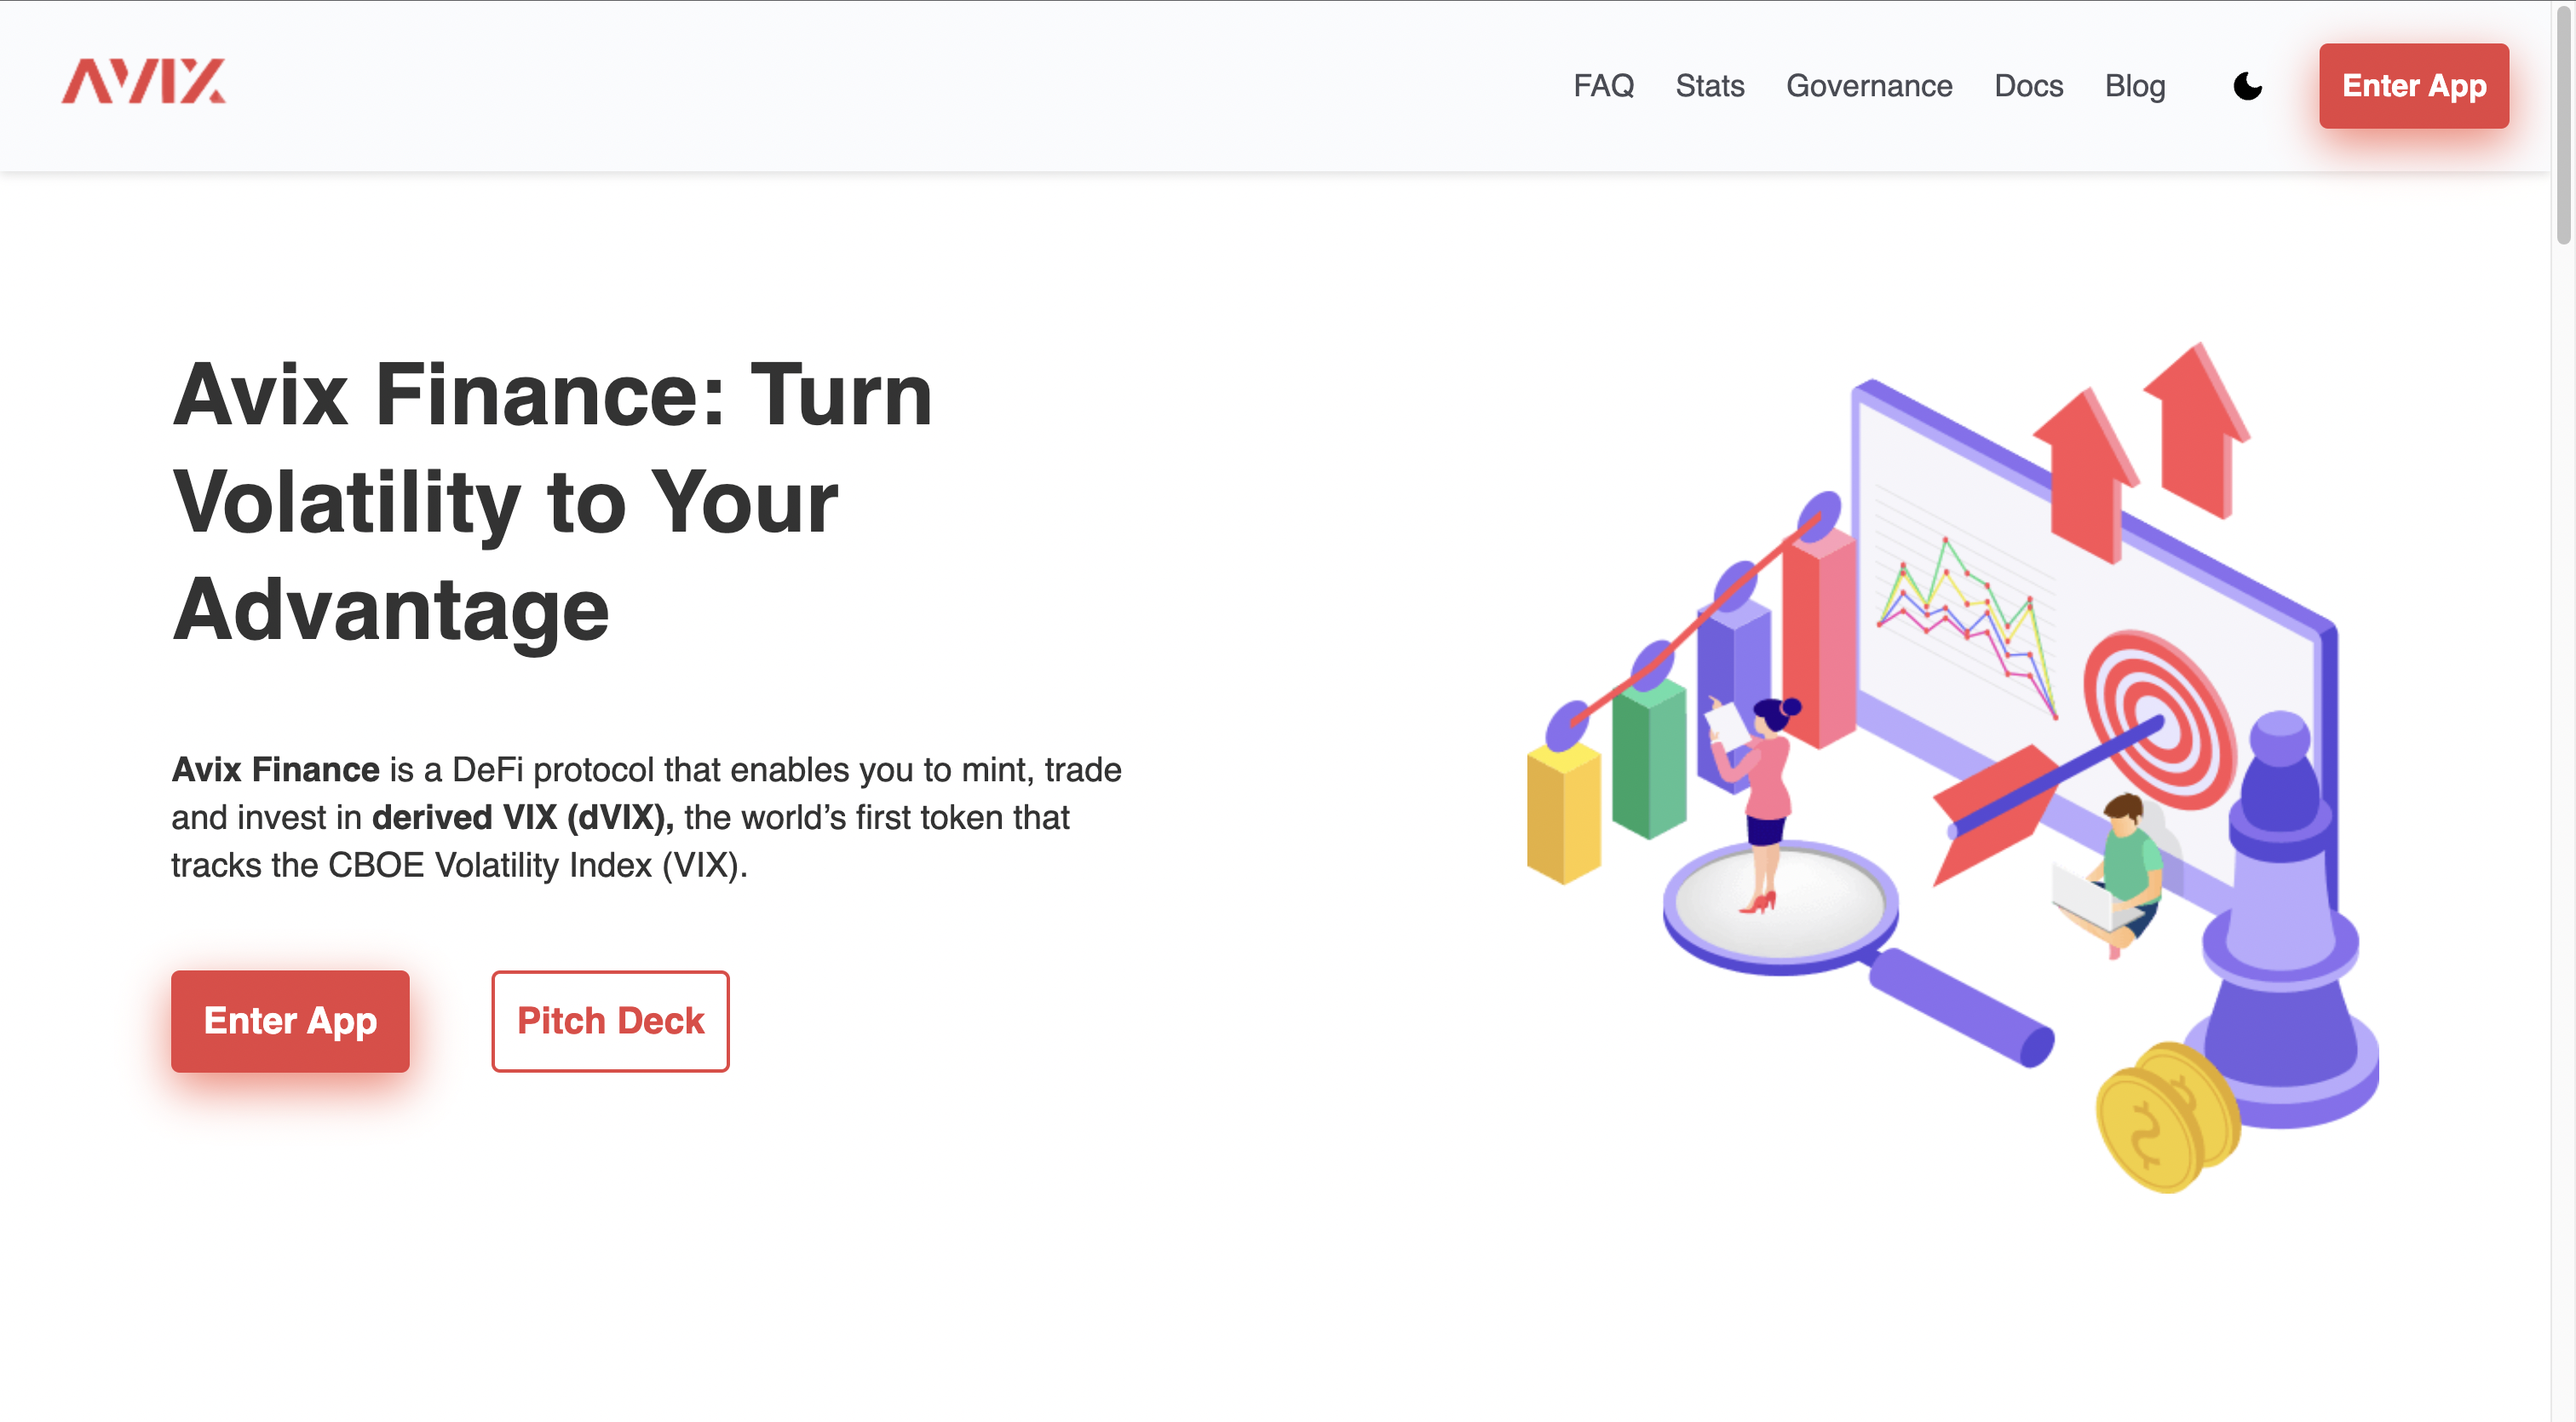 AVIX
FAQ Stats Governance Docs Blog Enter App
Avix Finance: Turn
Volatility to Your
Advantage
Avix Finance is a DeFi protocol that enables you to mint, trade
and invest in derived VIX (dVIX), the world’s first token that
tracks the CBOE Volatility Index (VIX).
Enter App Pitch Deck